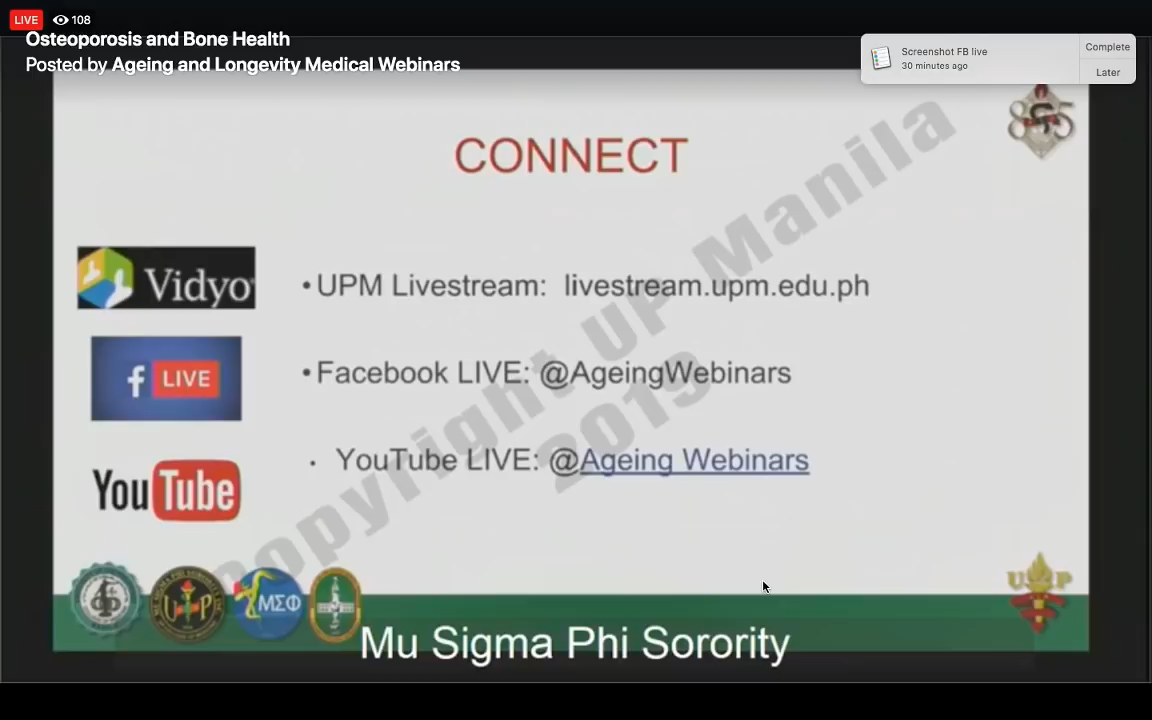 LIVE 108
Osteoporosis and Bone Health
Posted by Ageing and Longevity Medical Webinars
Screenshot FB live
30 minutes ago
Complete
Later
CONNECT
Vidyo
• UPM Livestream: livestream.upm.edu.ph
f LIVE
• Facebook LIVE: @AgeingWebinars
YouTube
• YouTube LIVE: @Ageing Webinars
Copyright UP Manila
2019
ΜΣΦ
Mu Sigma Phi Sorority